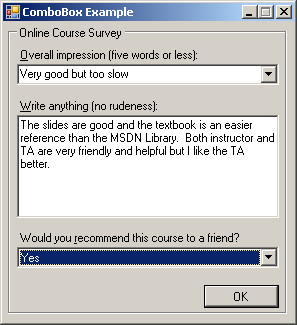 ComboBox Example
Online Course Survey
Overall impression (five words or less):
Very good but too slow
Write anything (no rudeness):
The slides are good and the textbook is an easier
reference than the MSDN Library.  Both instructor and
TA are very friendly and helpful but I like the TA
better.
Would you recommend this course to a friend?
Yes
OK